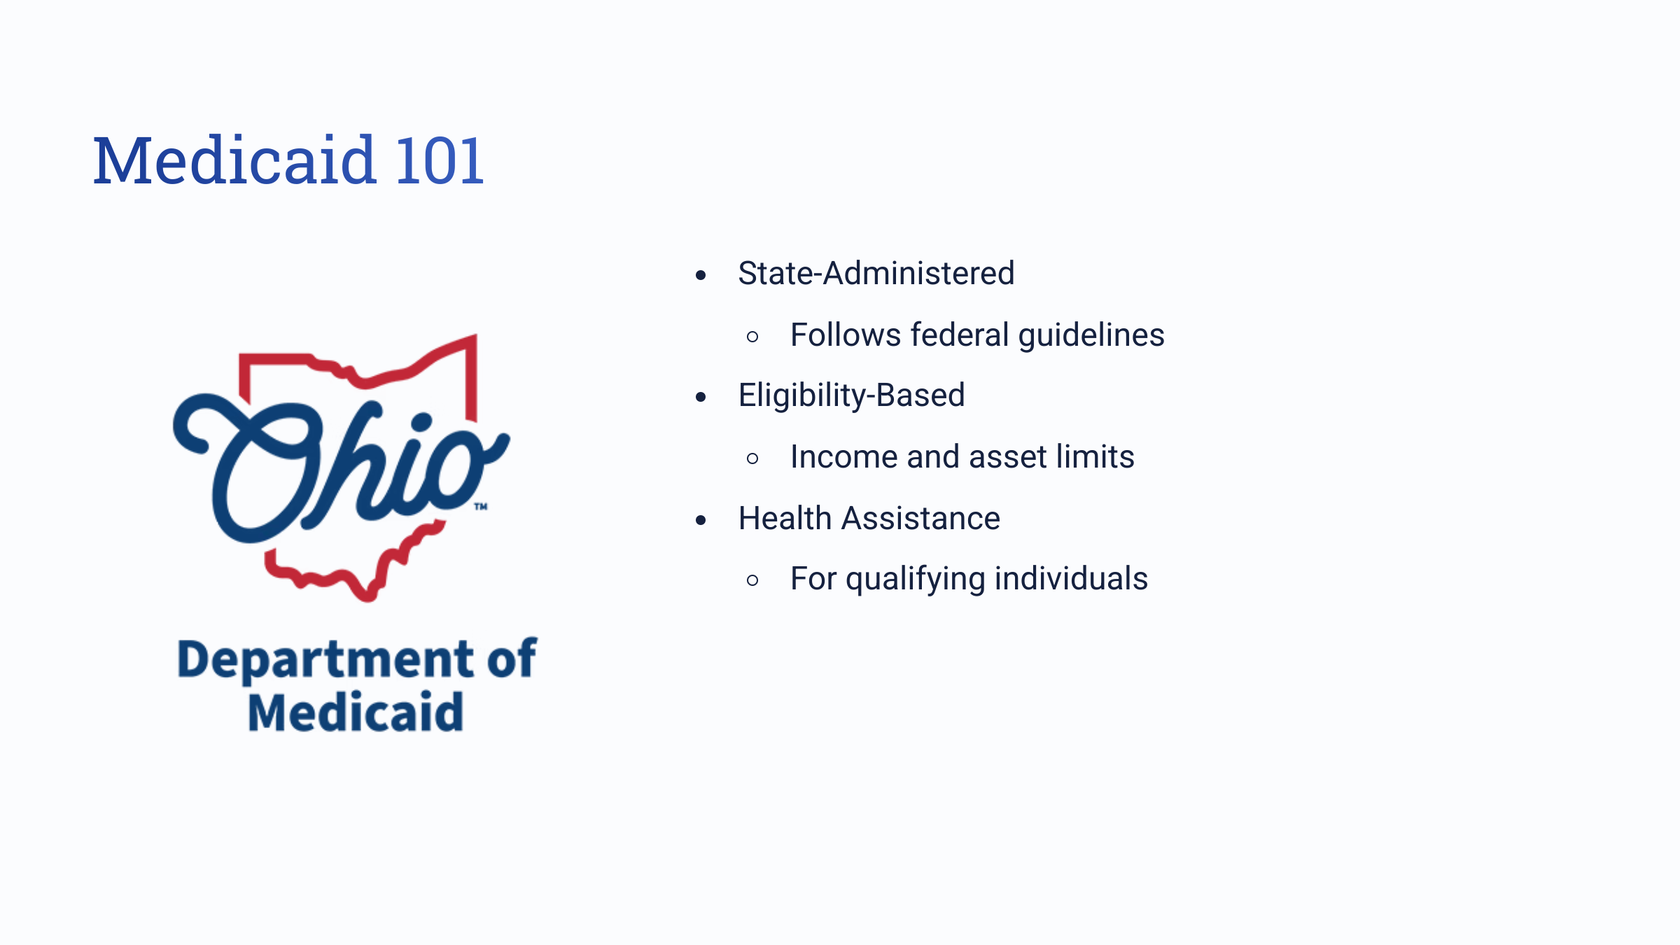 Medicaid 101
Ohio™
Department of
Medicaid
• State-Administered
◦ Follows federal guidelines
• Eligibility-Based
◦ Income and asset limits
• Health Assistance
◦ For qualifying individuals